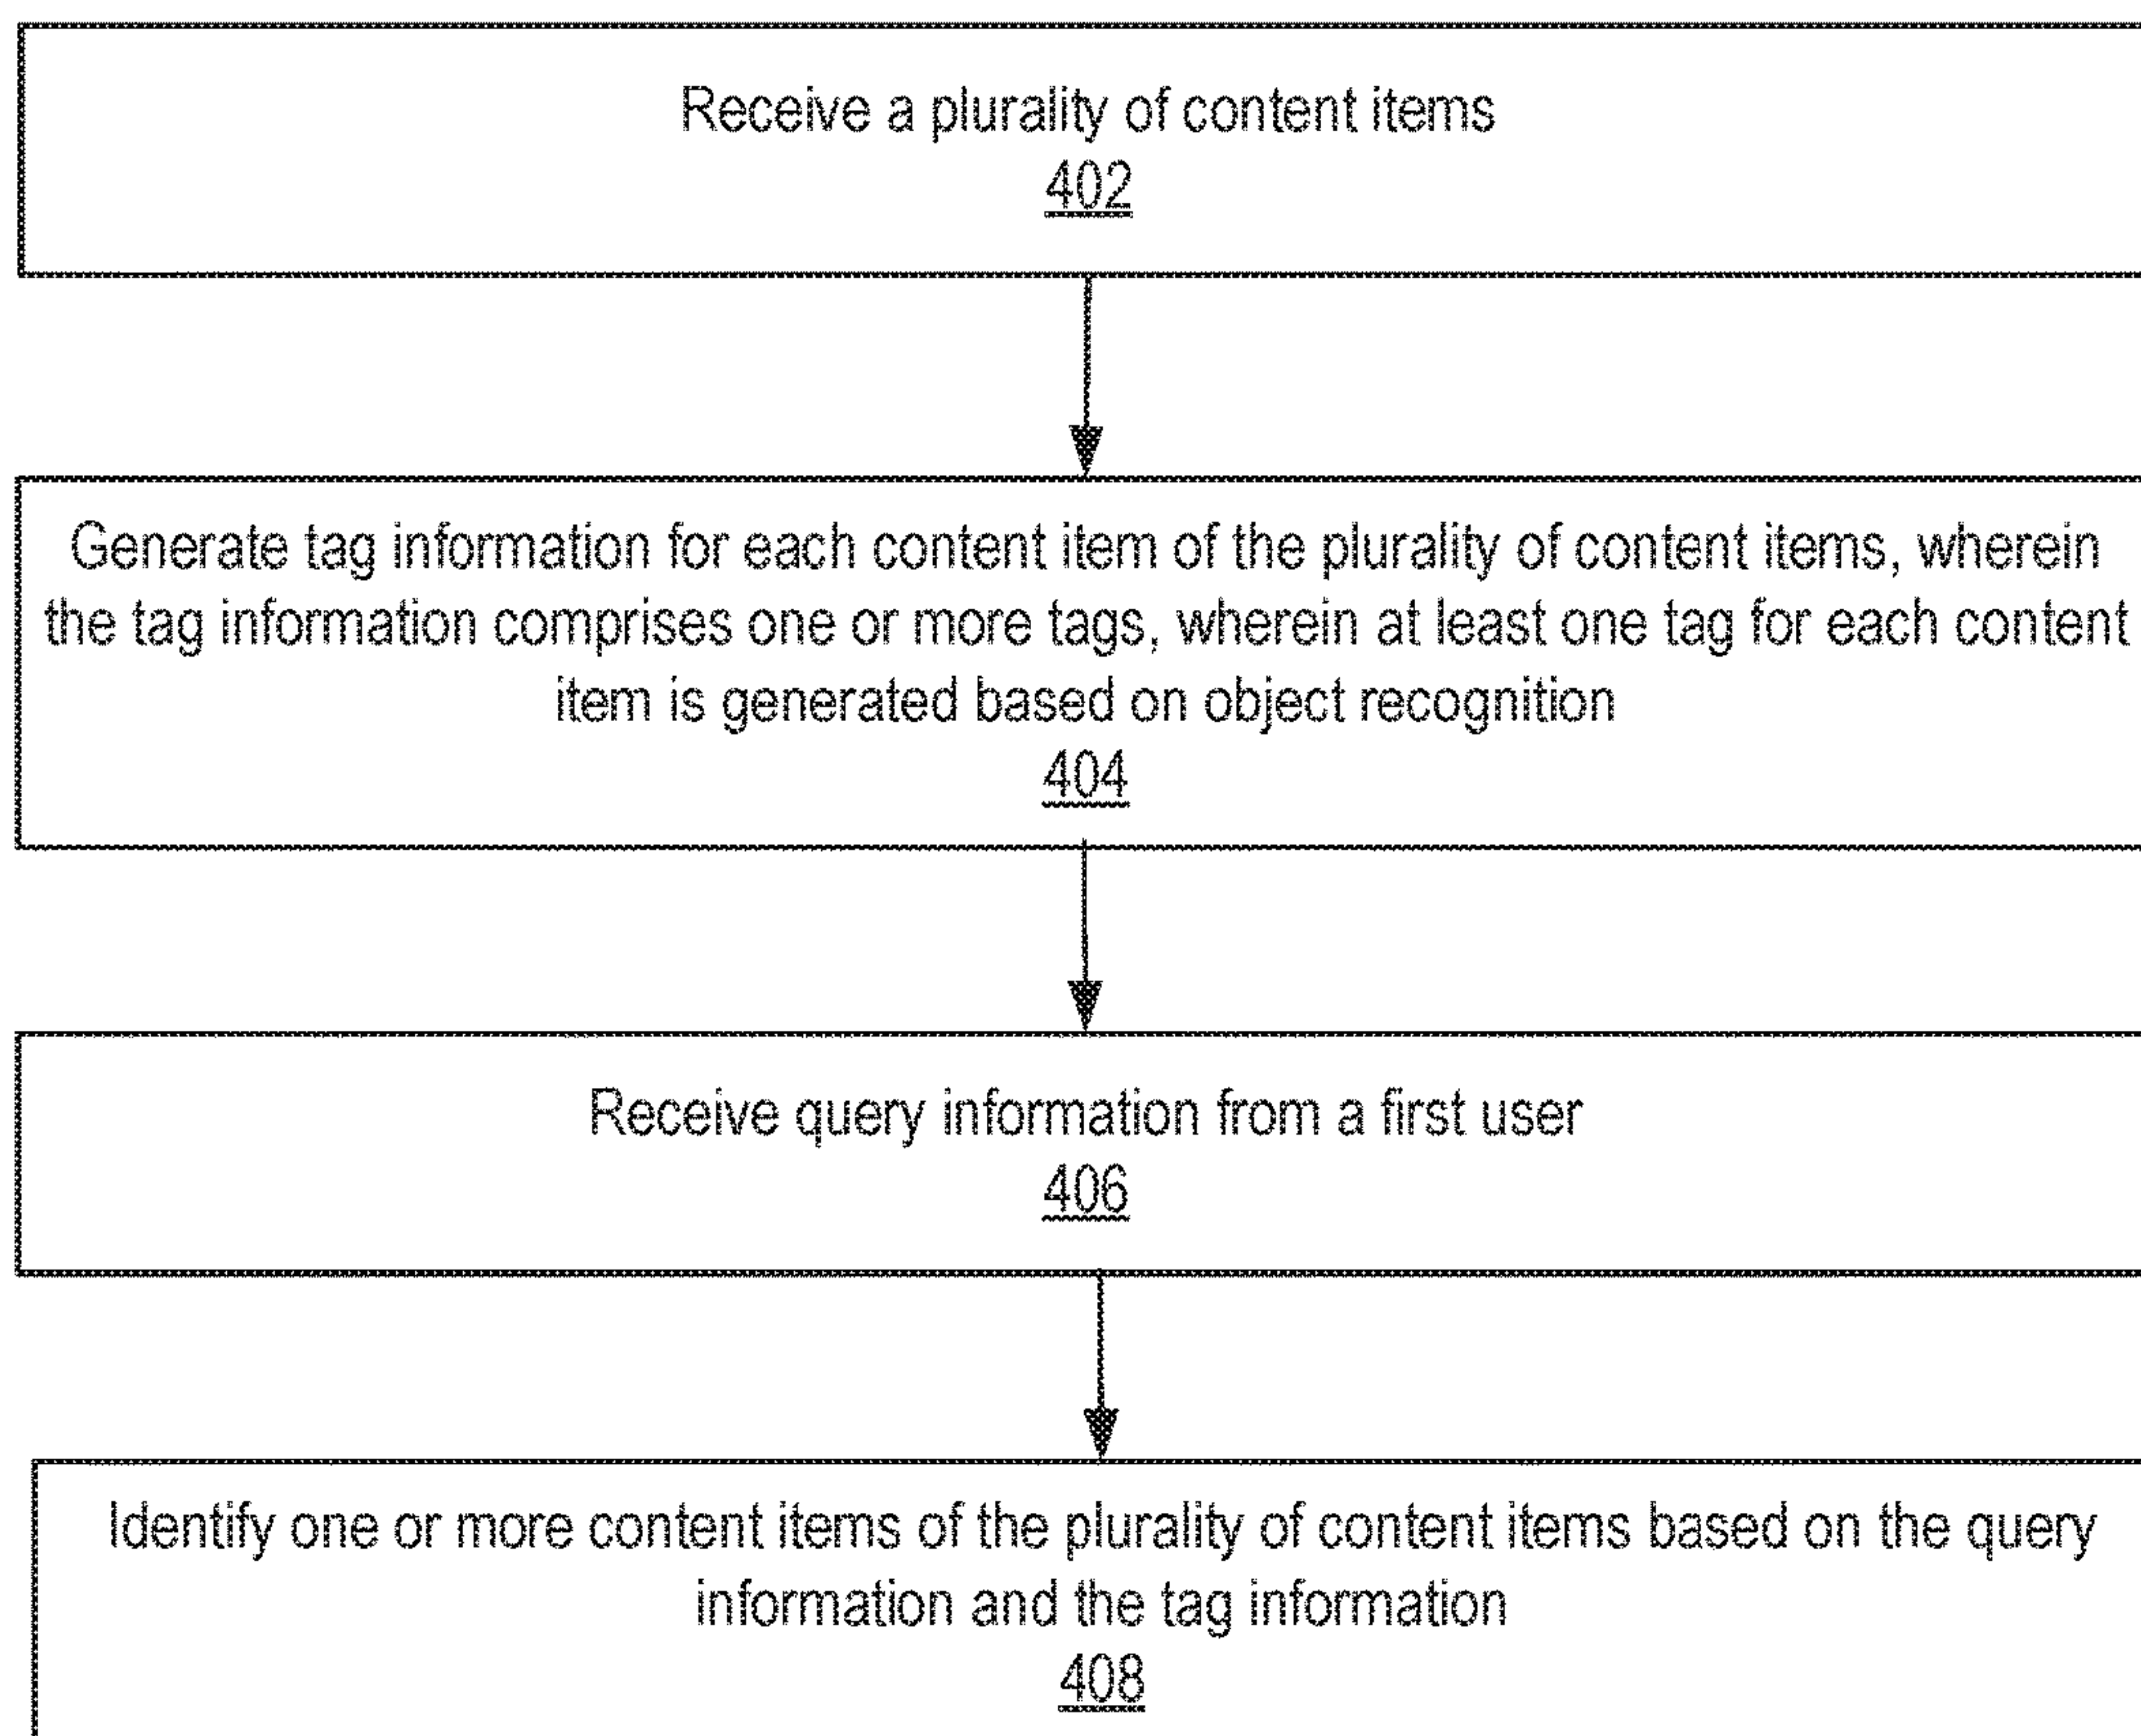 Receive a plurality of content items
402
Generate tag information for each content item of the plurality of content items, wherein
the tag information comprises one or more tags, wherein at least one tag for each content
item is generated based on object recognition
404
Receive query information from a first user
406
Identify one or more content items of the plurality of content items based on the query
information and the tag information
408